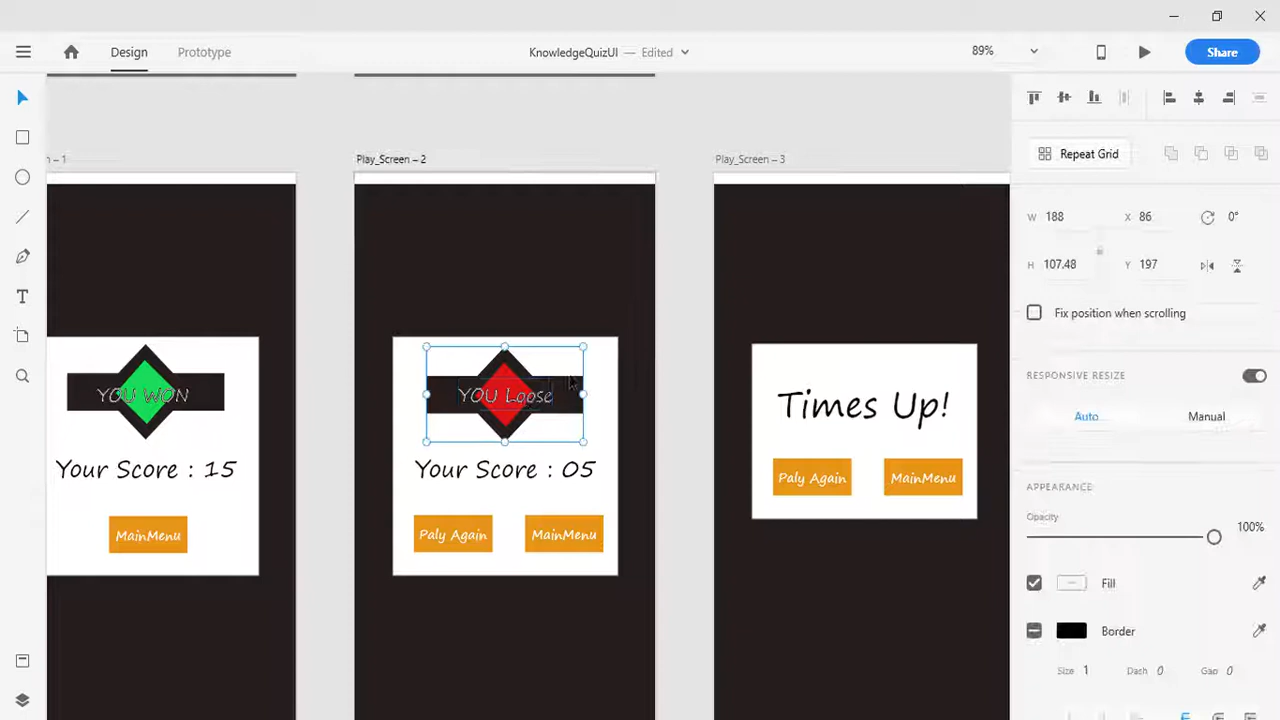 Design
Prototype
KnowledgeQuizUI — Edited
89%
Share
Play_Screen – 2
Play_Screen – 3
n – 1
YOU WON
Your Score : 15
MainMenu
YOU Loose
Your Score : 05
Paly Again
MainMenu
Times Up!
Paly Again
MainMenu
Repeat Grid
W 188
X 86
0°
H 107.48
Y 197
Fix position when scrolling
RESPONSIVE RESIZE
Auto
Manual
APPEARANCE
Opacity
100%
Fill
Border
Size 1
Dash 0
Gap 0